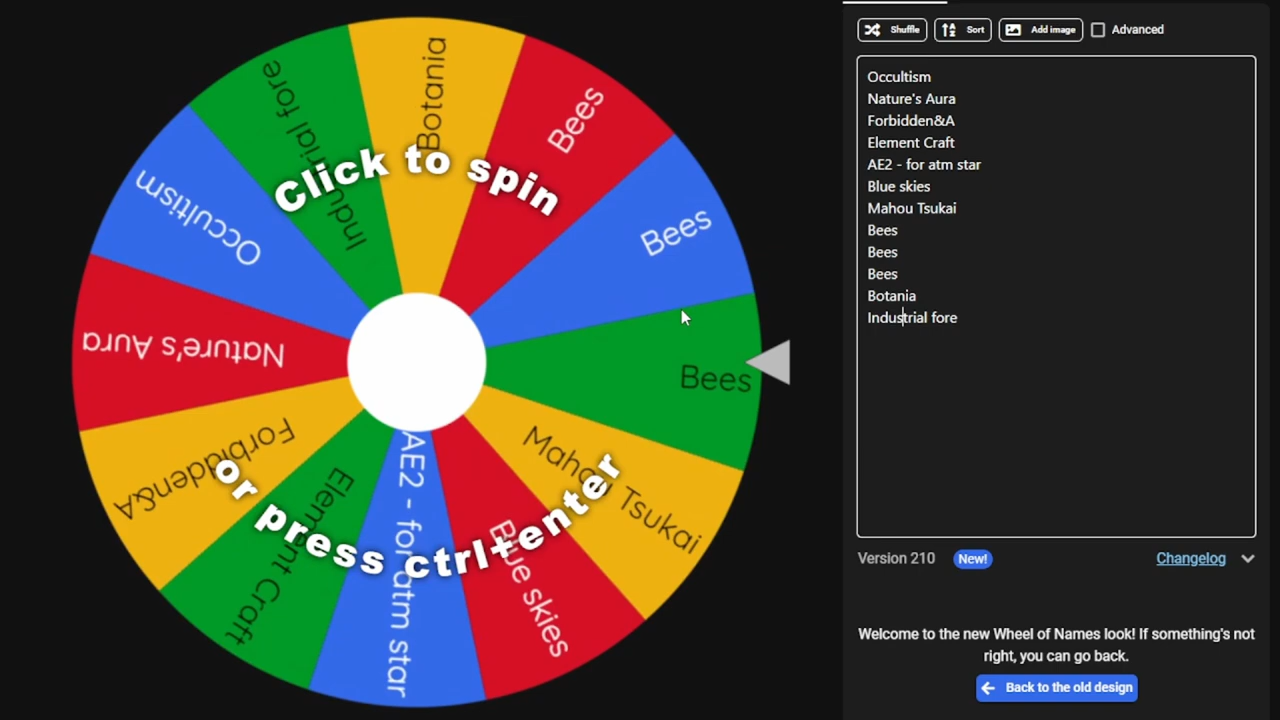 Click to spin
or press ctrl+enter
Botania
Bees
Bees
Bees
Mahou Tsukai
Blue skies
AE2 - for atm star
Element Craft
Forbidden&A
Nature's Aura
Occultism
Industrial fore
Shuffle
Sort
Add image
Advanced
Occultism
Nature's Aura
Forbidden&A
Element Craft
AE2 - for atm star
Blue skies
Mahou Tsukai
Bees
Bees
Bees
Botania
Industrial fore
Version 210 New! Changelog
Welcome to the new Wheel of Names look! If something's not
right, you can go back.
Back to the old design